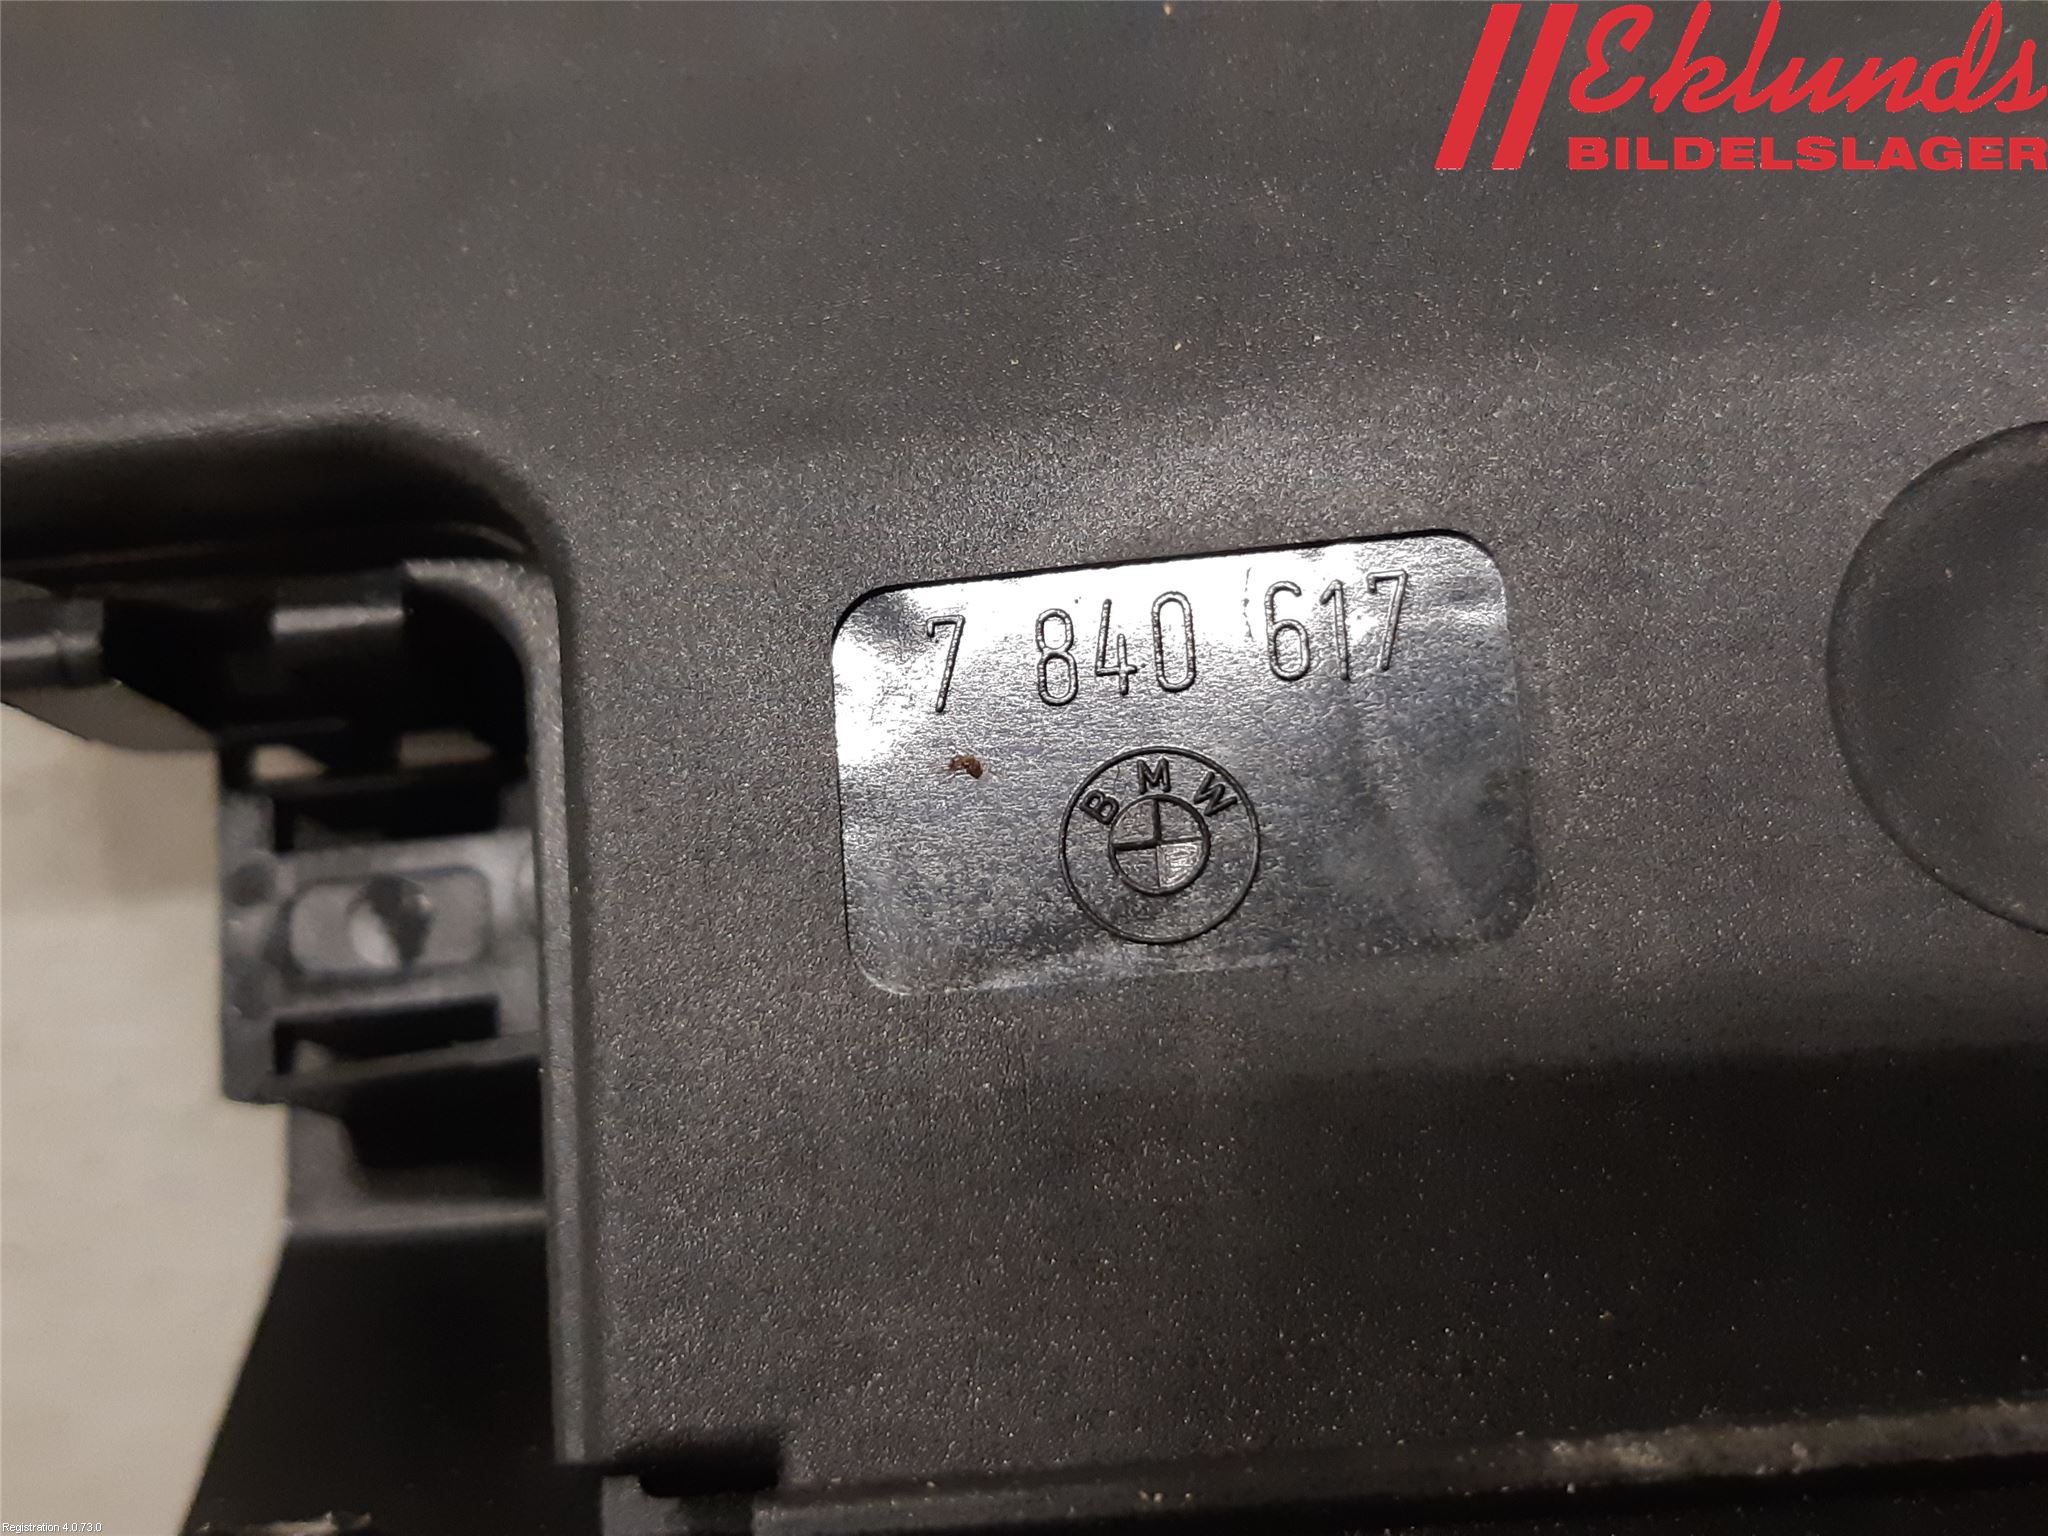 Eklunds
BILDELSLAGER
7 840 617
BMW
Registration 4.0.73.0